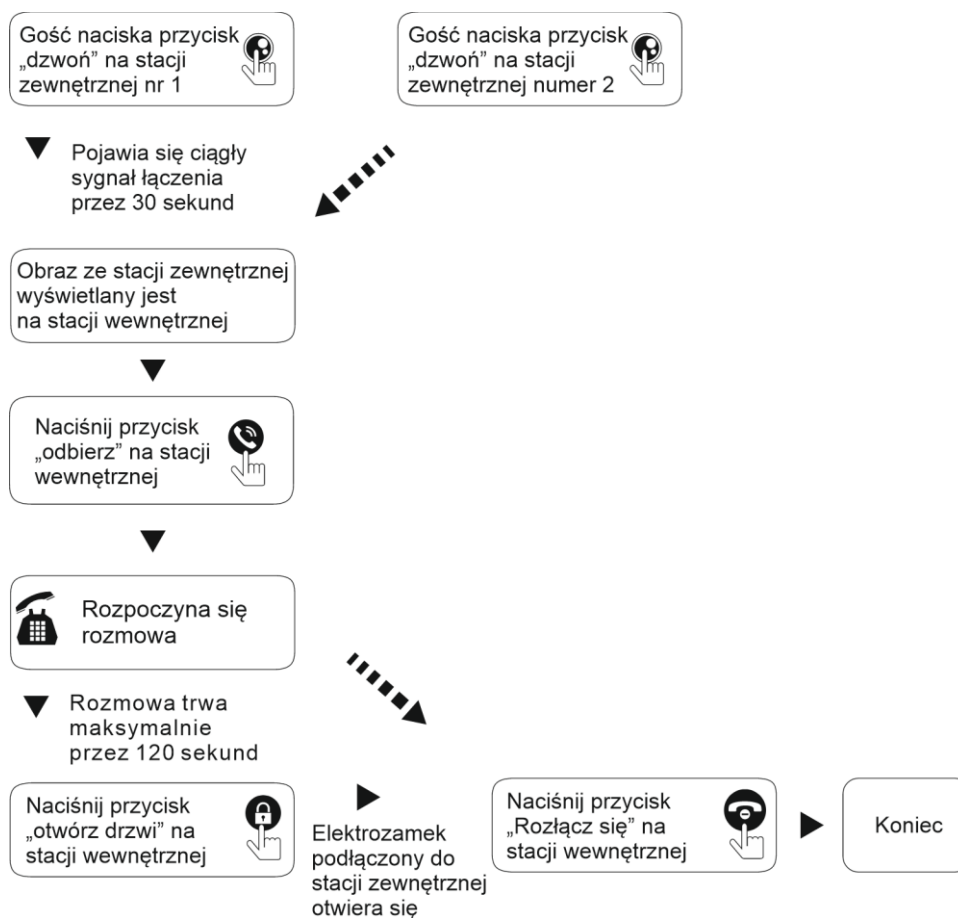 Gość naciska przycisk
„dzwoń” na stacji
zewnętrznej nr 1
Gość naciska przycisk
„dzwoń” na stacji
zewnętrznej numer 2
Pojawia się ciągły
sygnał łączenia
przez 30 sekund
Obraz ze stacji zewnętrznej
wyświetlany jest
na stacji wewnętrznej
Naciśnij przycisk
„odbierz” na stacji
wewnętrznej
Rozpoczyna się
rozmowa
Rozmowa trwa
maksymalnie
przez 120 sekund
Naciśnij przycisk
„otwórz drzwi” na
stacji wewnętrznej
Elektrozamek
podłączony do
stacji zewnętrznej
otwiera się
Naciśnij przycisk
„Rozłącz się” na
stacji wewnętrznej
Koniec